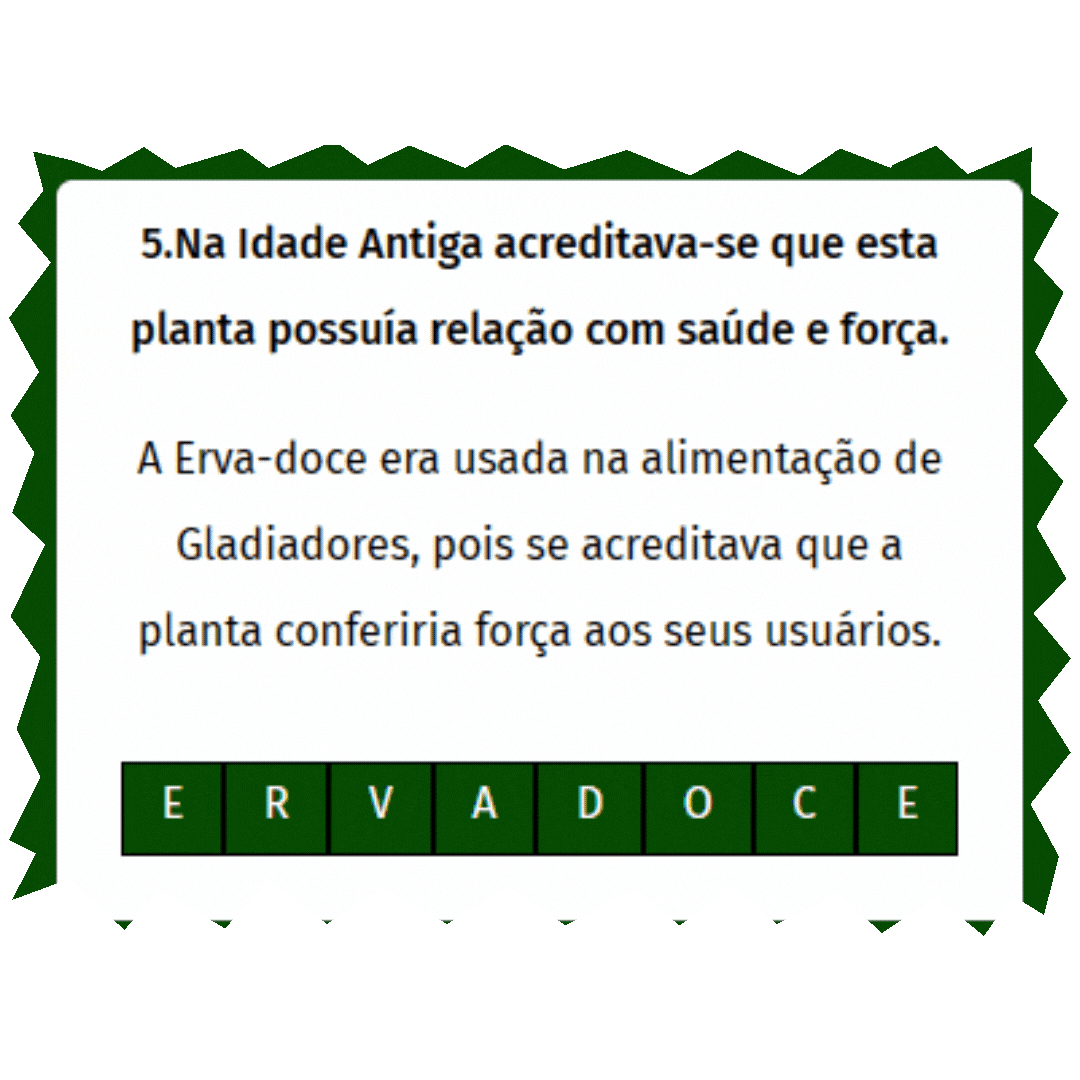 5.Na Idade Antiga acreditava-se que esta
planta possuía relação com saúde e força.
A Erva-doce era usada na alimentação de
Gladiadores, pois se acreditava que a
planta conferiria força aos seus usuários.
E R V A D O C E